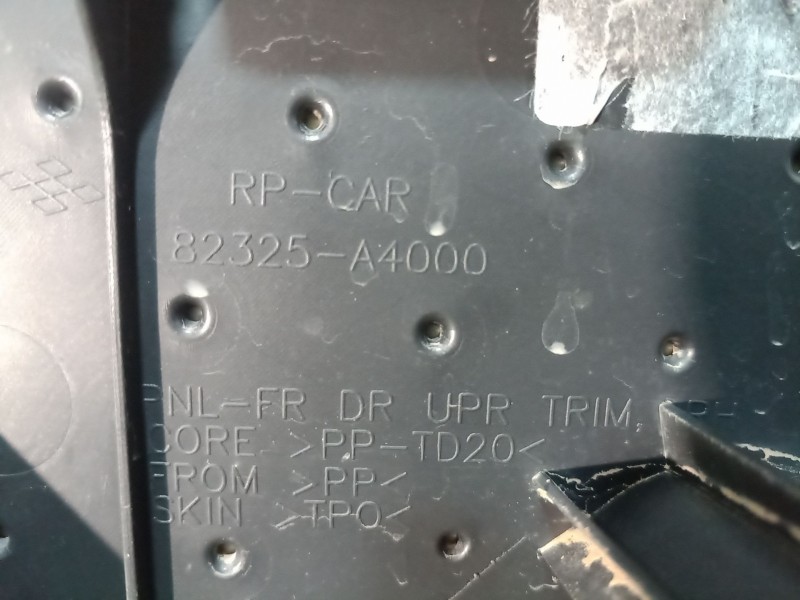 RP-CAR
82325-A4000
PNL-FR DR UPR TRIM,
CORE >PP-TD20<
FROM >PP<
SKIN >TPO<